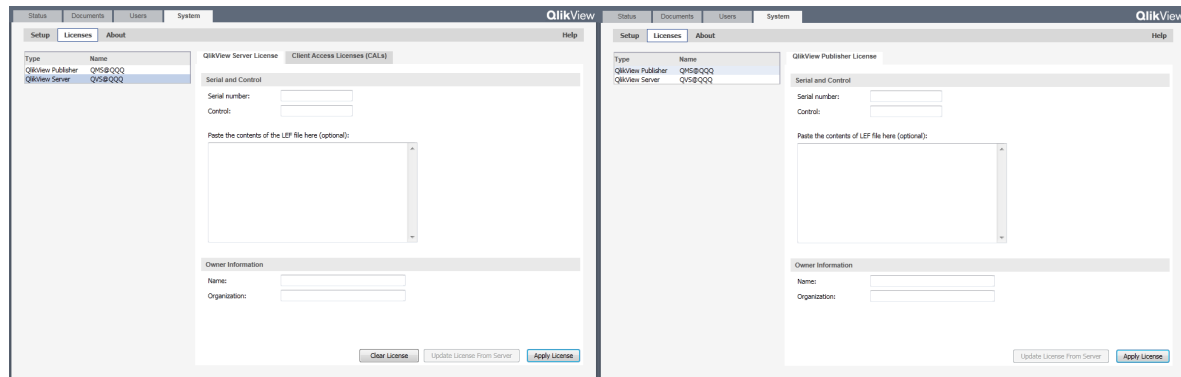 Status Documents Users System QlikView
Setup Licenses About Help
Type Name
QlikView Publisher QMS@QQQ
QlikView Server QVS@QQQ
QlikView Server License Client Access Licenses (CALs)
Serial and Control
Serial number:
Control:
Paste the contents of the LEF file here (optional):
Owner Information
Name:
Organization:
Clear License Update License From Server Apply License
Status Documents Users System QlikView
Setup Licenses About Help
Type Name
QlikView Publisher QMS@QQQ
QlikView Server QVS@QQQ
QlikView Publisher License
Serial and Control
Serial number:
Control:
Paste the contents of LEF file here (optional):
Owner Information
Name:
Organization:
Update License From Server Apply License